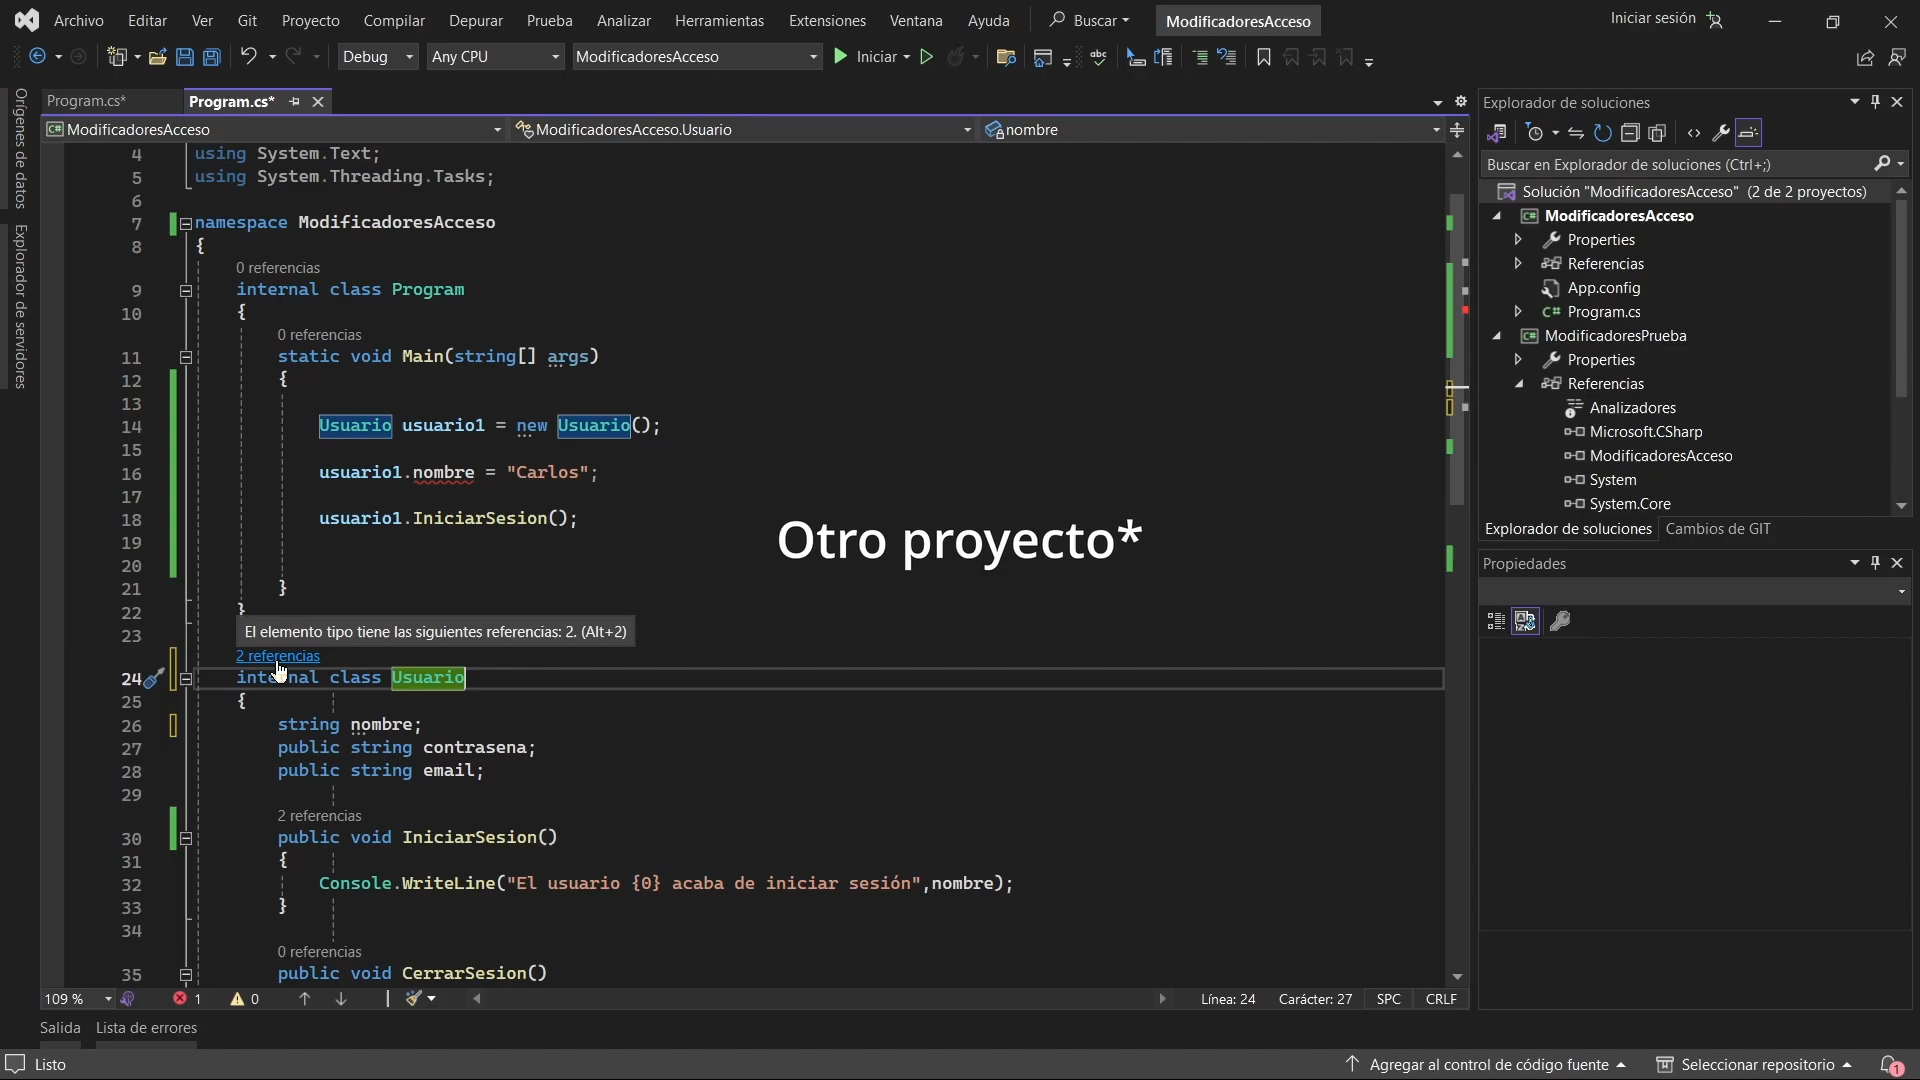 Archivo Editar Ver Git Proyecto Compilar Depurar Prueba Analizar Herramientas Extensiones Ventana Ayuda Buscar ModificadoresAcceso Iniciar sesión
Debug Any CPU ModificadoresAcceso Iniciar
Orígenes de datos
Explorador de servidores
Program.cs*
Program.cs*
ModificadoresAcceso ModificadoresAcceso.Usuario nombre
4 using System.Text;
5 using System.Threading.Tasks;
6
7 namespace ModificadoresAcceso
8 {
0 referencias
9 internal class Program
10 {
0 referencias
11 static void Main(string[] args)
12 {
13
14 Usuario usuario1 = new Usuario();
15
16 usuario1.nombre = "Carlos";
17
18 usuario1.IniciarSesion();
19
20
21 }
22 }
23
El elemento tipo tiene las siguientes referencias: 2. (Alt+2)
2 referencias
24 internal class Usuario
25 {
26 string nombre;
27 public string contrasena;
28 public string email;
29
2 referencias
30 public void IniciarSesion()
31 {
32 Console.WriteLine("El usuario {0} acaba de iniciar sesión",nombre);
33 }
34
0 referencias
35 public void CerrarSesion()
Otro proyecto*
109 % 1 0 Línea: 24 Carácter: 27 SPC CRLF
Salida Lista de errores
Explorador de soluciones
Buscar en Explorador de soluciones (Ctrl+;)
Solución "ModificadoresAcceso" (2 de 2 proyectos)
C# ModificadoresAcceso
Properties
Referencias
App.config
C# Program.cs
C# ModificadoresPrueba
Properties
Referencias
Analizadores
Microsoft.CSharp
ModificadoresAcceso
System
System.Core
Explorador de soluciones Cambios de GIT
Propiedades
Listo Agregar al control de código fuente Seleccionar repositorio 1